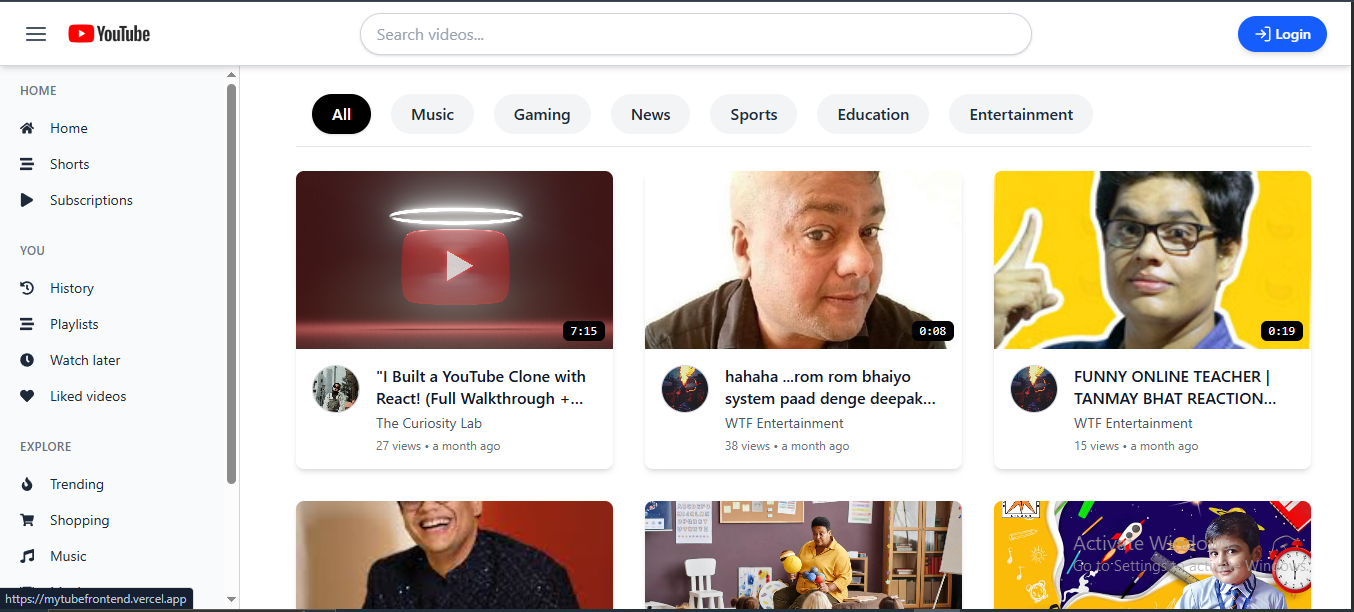 YouTube
Search videos...
Login
HOME
Home
Shorts
Subscriptions
YOU
History
Playlists
Watch later
Liked videos
EXPLORE
Trending
Shopping
Music
All
Music
Gaming
News
Sports
Education
Entertainment
7:15
"I Built a YouTube Clone with
React! (Full Walkthrough +...
The Curiosity Lab
27 views • a month ago
0:08
hahaha ...rom rom bhaiyo
system paad denge deepak...
WTF Entertainment
38 views • a month ago
0:19
FUNNY ONLINE TEACHER |
TANMAY BHAT REACTION...
WTF Entertainment
15 views • a month ago
Activate Windo
Go to Settings to activate Windows.
https://mytubefrontend.vercel.app